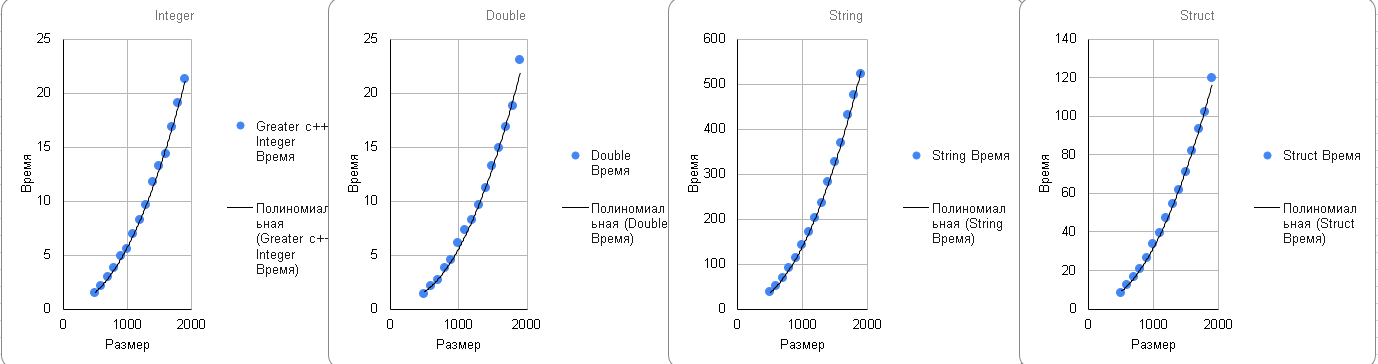 Integer
25
20
15
10
5
0
Время
0
1000
2000
Размер
Greater c++
Integer
Время
Полиномиал
ьная
(Greater c++
Integer
Время)
Double
25
20
15
10
5
0
Время
0
1000
2000
Размер
Double
Время
Полиномиал
ьная (Double
Время)
String
600
500
400
300
200
100
0
Время
0
1000
2000
Размер
String Время
Полиномиал
ьная (String
Время)
Struct
140
120
100
80
60
40
20
0
Время
0
1000
2000
Размер
Struct Время
Полиномиал
ьная (Struct
Время)